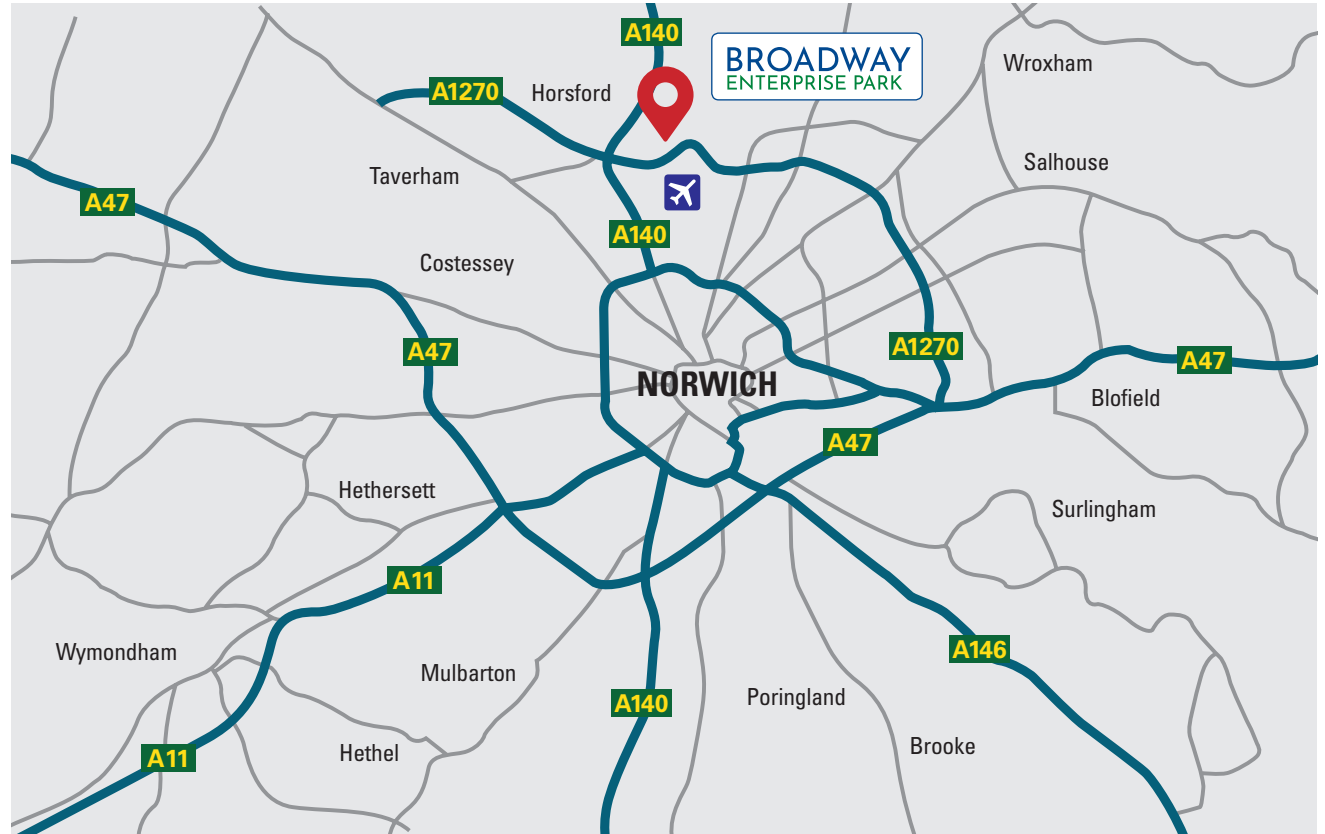 A140
BROADWAY
ENTERPRISE PARK
Wroxham
A1270
Horsford
Salhouse
Taverham
A47
A140
Costessey
A47
A1270
A47
NORWICH
Blofield
A47
Hethersett
Surlingham
A11
Wymondham
A146
Mulbarton
A140
Poringland
Brooke
A11
Hethel